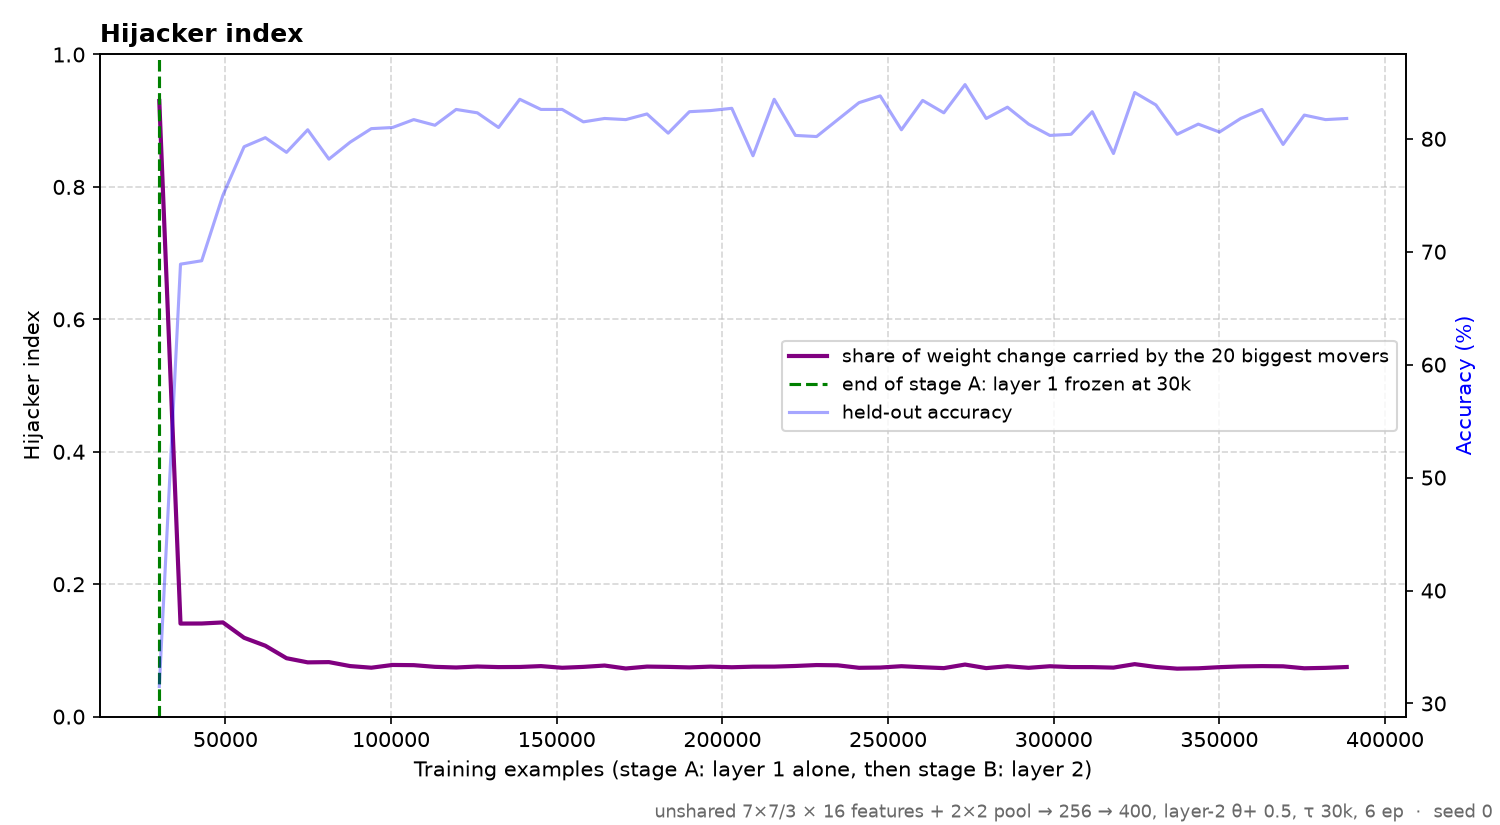 Hijacker index
1.0
0.8
0.6
0.4
0.2
0.0
Hijacker index
80
70
60
50
40
30
Accuracy (%)
share of weight change carried by the 20 biggest movers
end of stage A: layer 1 frozen at 30k
held-out accuracy
50000 100000 150000 200000 250000 300000 350000 400000
Training examples (stage A: layer 1 alone, then stage B: layer 2)
unshared 7×7/3 × 16 features + 2×2 pool → 256 → 400, layer-2 θ+ 0.5, τ 30k, 6 ep · seed 0